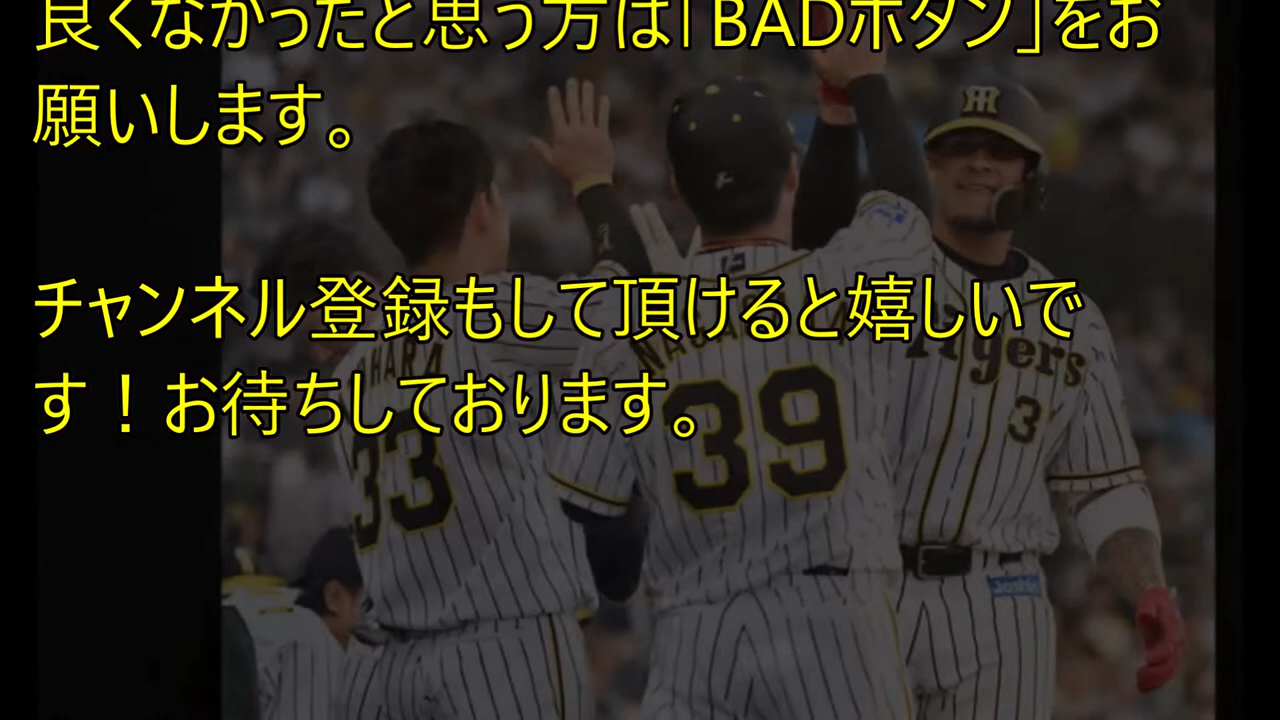 良くなかったと思う方は「BADボタン」をお
願いします。
チャンネル登録もして頂けると嬉しいで
す！お待ちしております。
33
39
Tigers
3